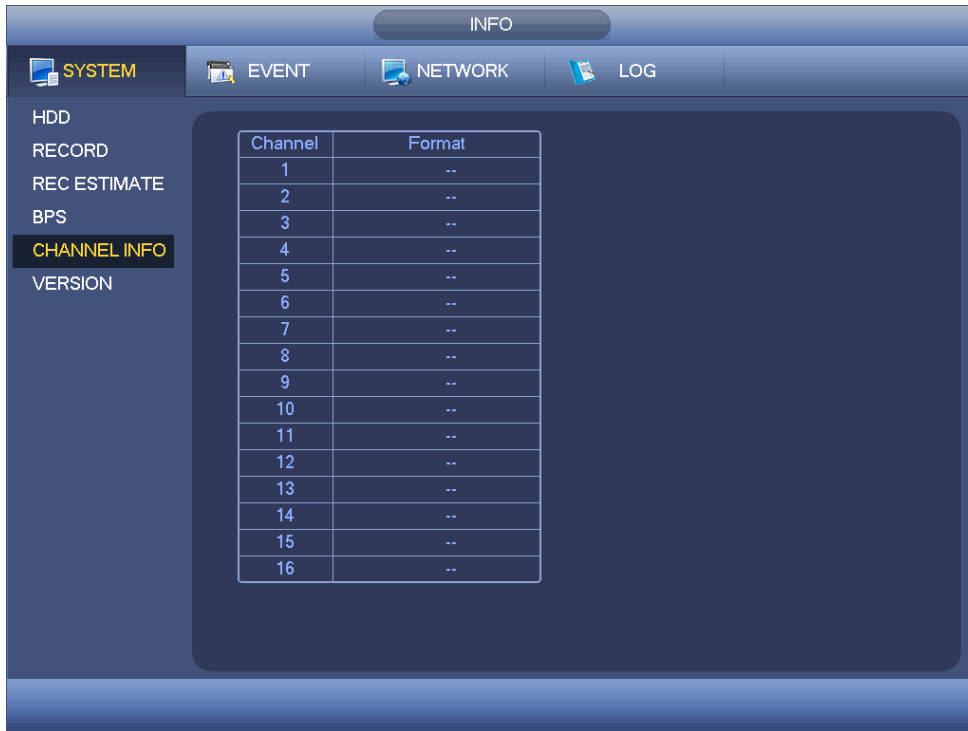 INFO
SYSTEM EVENT NETWORK LOG
HDD
RECORD
REC ESTIMATE
BPS
CHANNEL INFO
VERSION
Channel Format
1 --
2 --
3 --
4 --
5 --
6 --
7 --
8 --
9 --
10 --
11 --
12 --
13 --
14 --
15 --
16 --